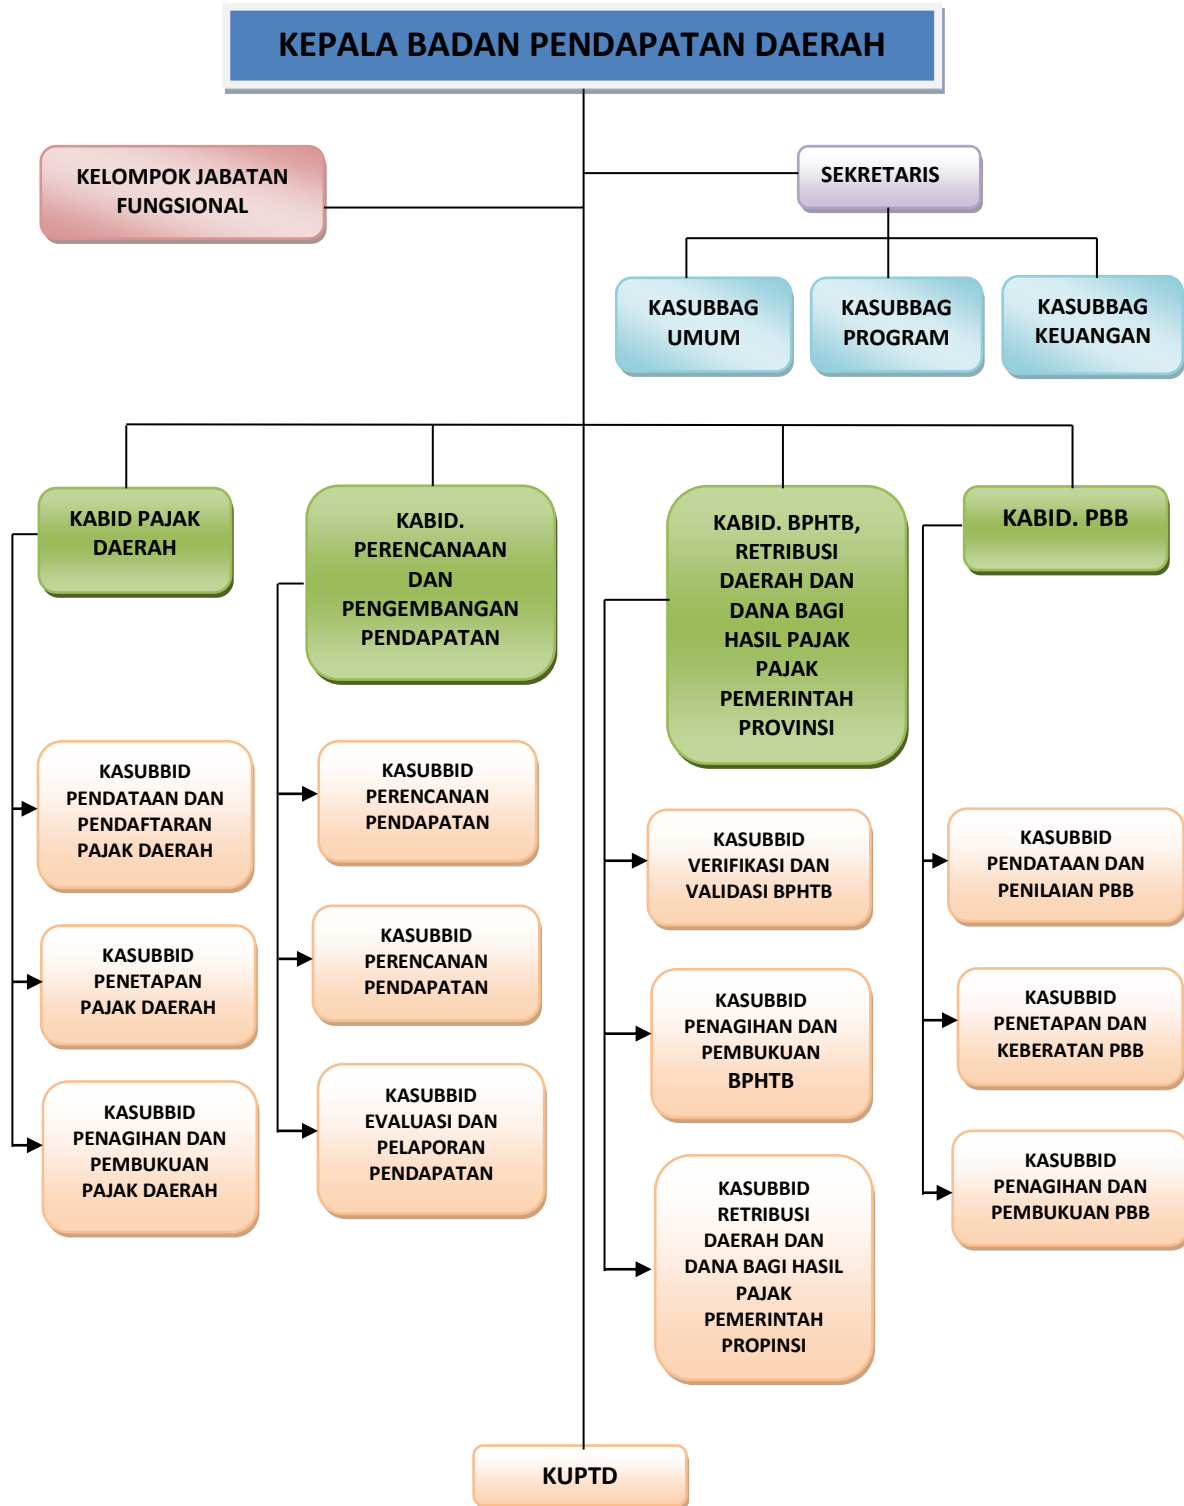 KEPALA BADAN PENDAPATAN DAERAH
KELOMPOK JABATAN
FUNGSIONAL
SEKRETARIS
KASUBBAG
UMUM
KASUBBAG
PROGRAM
KASUBBAG
KEUANGAN
KABID PAJAK
DAERAH
KABID.
PERENCANAAN
DAN
PENGEMBANGAN
PENDAPATAN
KABID. BPHTB,
RETRIBUSI
DAERAH DAN
DANA BAGI
HASIL PAJAK
PAJAK
PEMERINTAH
PROVINSI
KABID. PBB
KASUBBID
PENDATAAN DAN
PENDAFTARAN
PAJAK DAERAH
KASUBBID
PENETAPAN
PAJAK DAERAH
KASUBBID
PENAGIHAN DAN
PEMBUKUAN
PAJAK DAERAH
KASUBBID
PERENCANAN
PENDAPATAN
KASUBBID
PERENCANAN
PENDAPATAN
KASUBBID
EVALUASI DAN
PELAPORAN
PENDAPATAN
KASUBBID
VERIFIKASI DAN
VALIDASI BPHTB
KASUBBID
PENAGIHAN DAN
PEMBUKUAN
BPHTB
KASUBBID
RETRIBUSI
DAERAH DAN
DANA BAGI HASIL
PAJAK
PEMERINTAH
PROPINSI
KASUBBID
PENDATAAN DAN
PENILAIAN PBB
KASUBBID
PENETAPAN DAN
KEBERATAN PBB
KASUBBID
PENAGIHAN DAN
PEMBUKUAN PBB
KUPTD